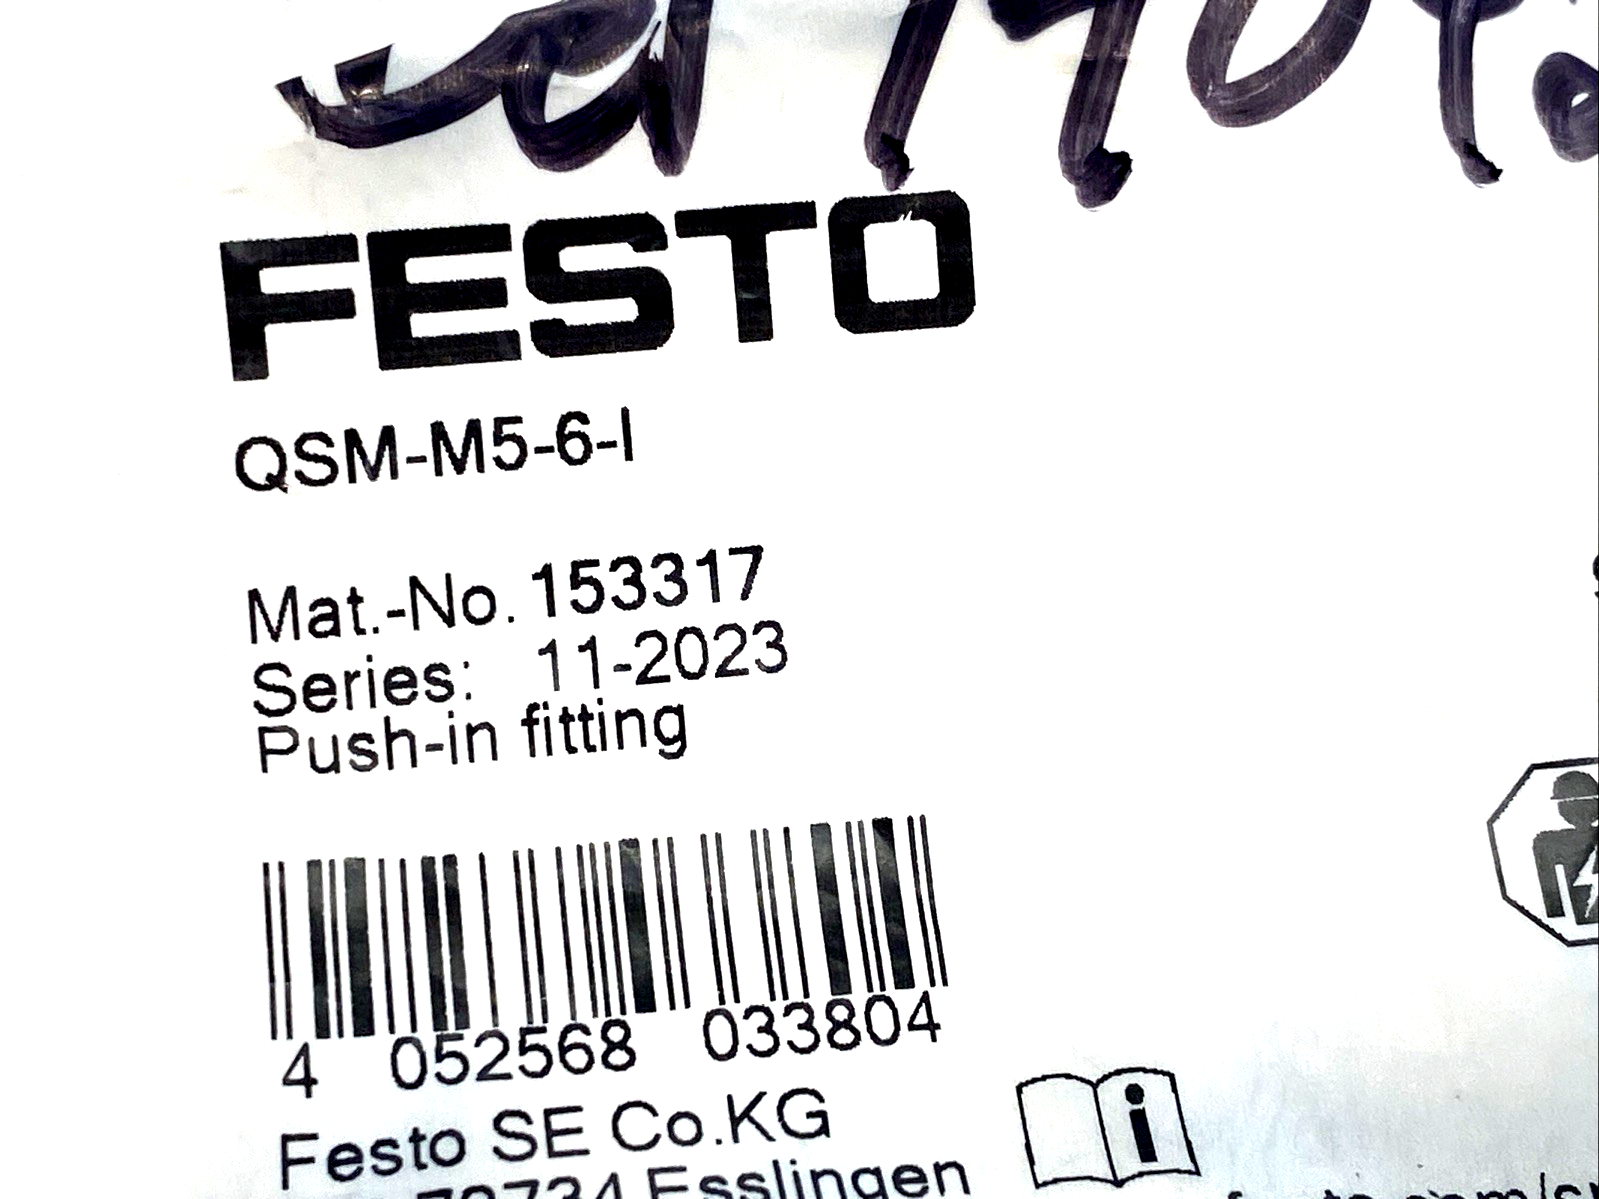 FESTO
QSM-M5-6-I
Mat.-No. 153317
Series: 11-2023
Push-in fitting
4 052568 033804
Festo SE Co.KG
73734 Esslingen